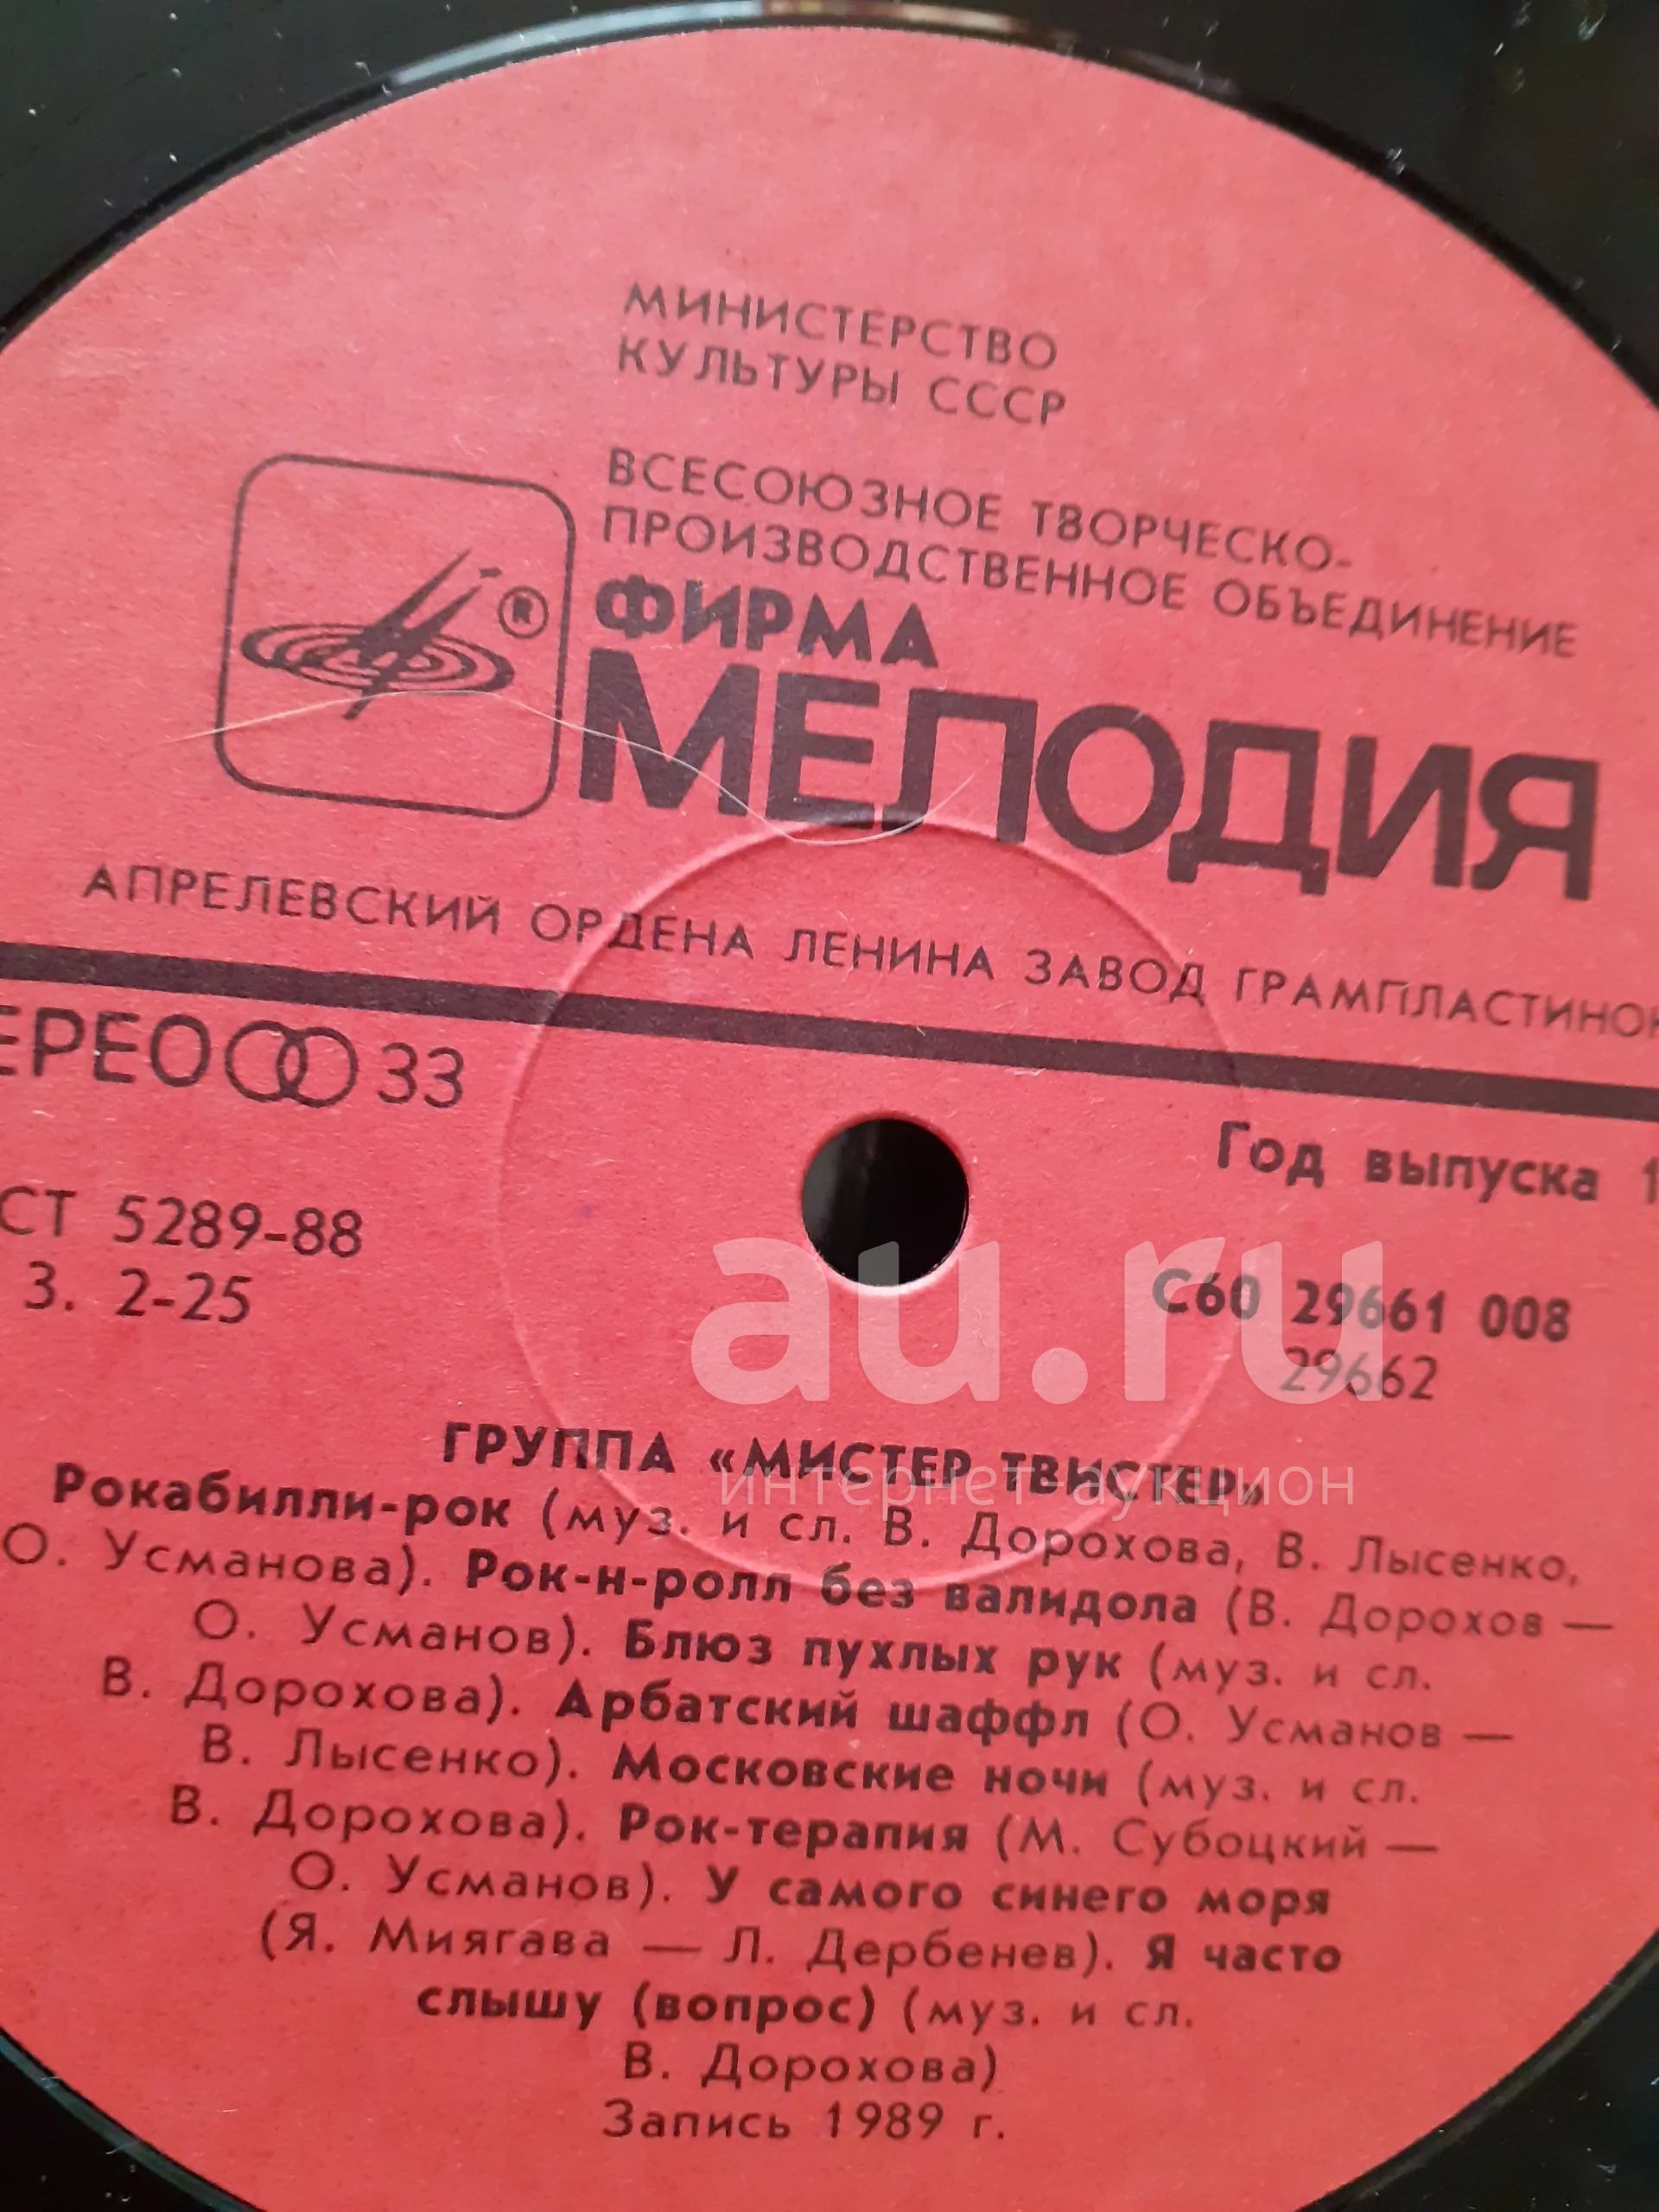 МИНИСТЕРСТВО
КУЛЬТУРЫ СССР
ВСЕСОЮЗНОЕ ТВОРЧЕСКО-
ПРОИЗВОДСТВЕННОЕ ОБЪЕДИНЕНИЕ
ФИРМА
МЕЛОДИЯ
®
АПРЕЛЕВСКИЙ ОРДЕНА ЛЕНИНА ЗАВОД ГРАМПЛАСТИНОК
ЕРЕО 33
Год выпуска 1
СТ 5289-88
3. 2-25
С60 29661 008
29662
au.ru
интернет аукцион
ГРУППА «МИСТЕР ТВИСТЕР»
Рокабилли-рок (муз. и сл. В. Дорохова, В. Лысенко,
О. Усманова). Рок-н-ролл без валидола (В. Дорохов —
О. Усманов). Блюз пухлых рук (муз. и сл.
В. Дорохова). Арбатский шаффл (О. Усманов —
В. Лысенко). Московские ночи (муз. и сл.
В. Дорохова). Рок-терапия (М. Субоцкий —
О. Усманов). У самого синего моря
(Я. Миягава — Л. Дербенев). Я часто
слышу (вопрос) (муз. и сл.
В. Дорохова)
Запись 1989 г.